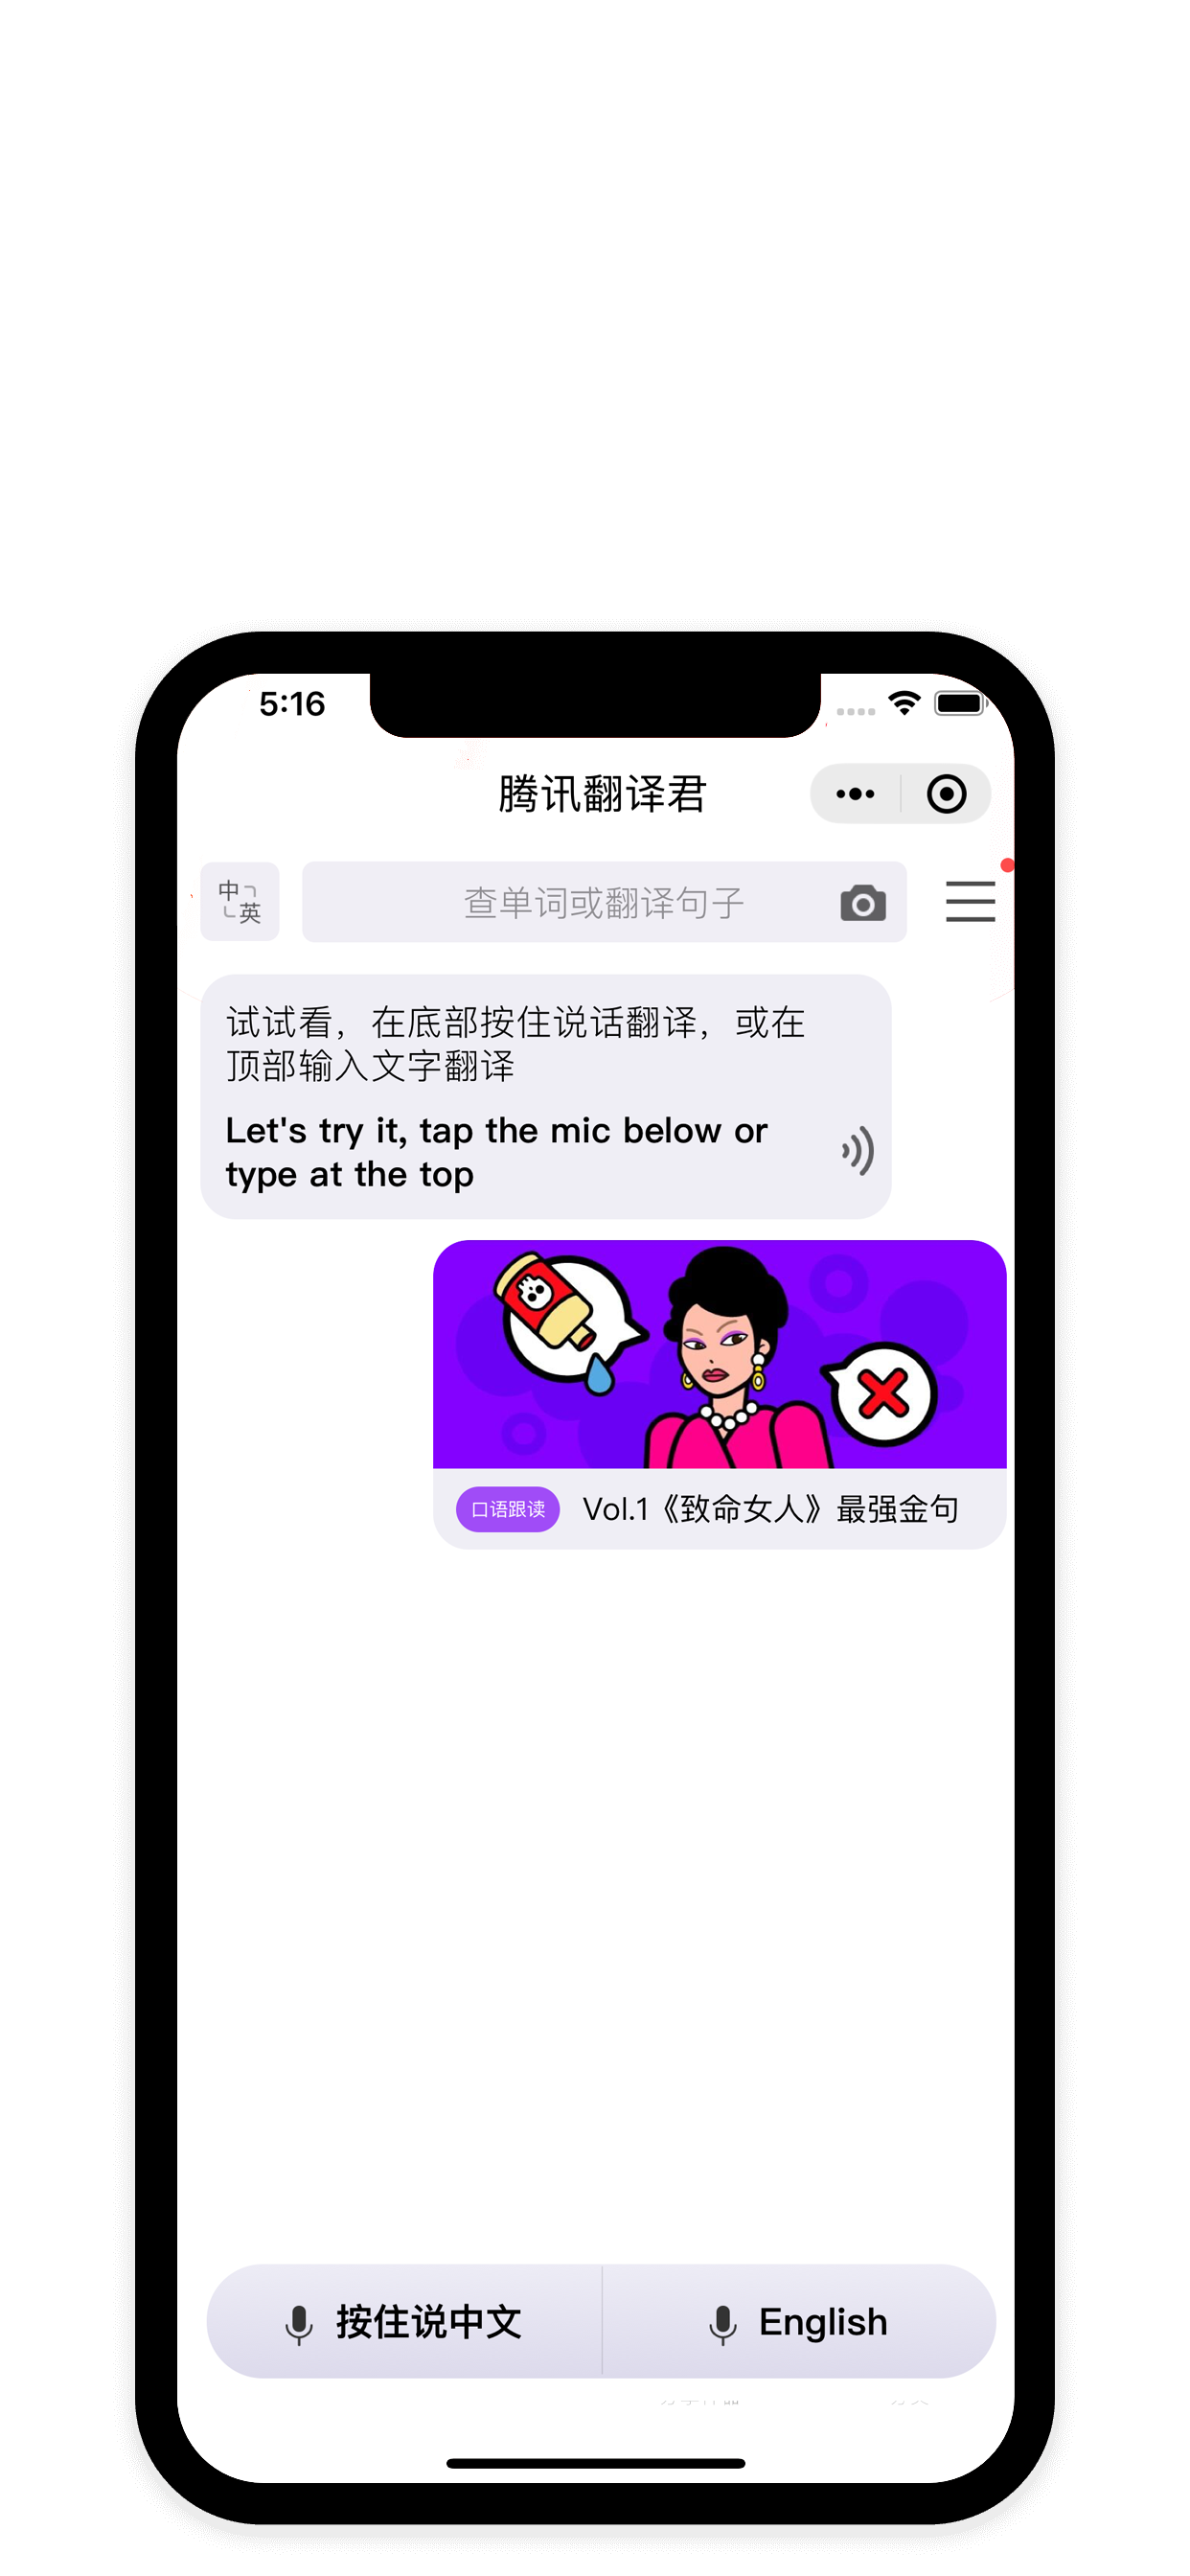 5:16
腾讯翻译君
中
英
查单词或翻译句子
试试看，在底部按住说话翻译，或在
顶部输入文字翻译
Let's try it, tap the mic below or
type at the top
口语跟读 Vol.1《致命女人》最强金句
按住说中文 English